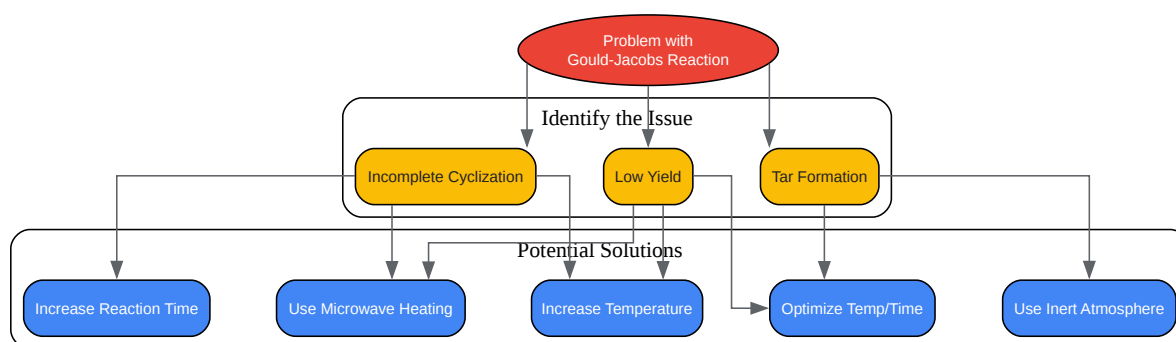 Problem with
Gould-Jacobs Reaction
Identify the Issue
Incomplete Cyclization
Low Yield
Tar Formation
Potential Solutions
Increase Reaction Time
Use Microwave Heating
Increase Temperature
Optimize Temp/Time
Use Inert Atmosphere